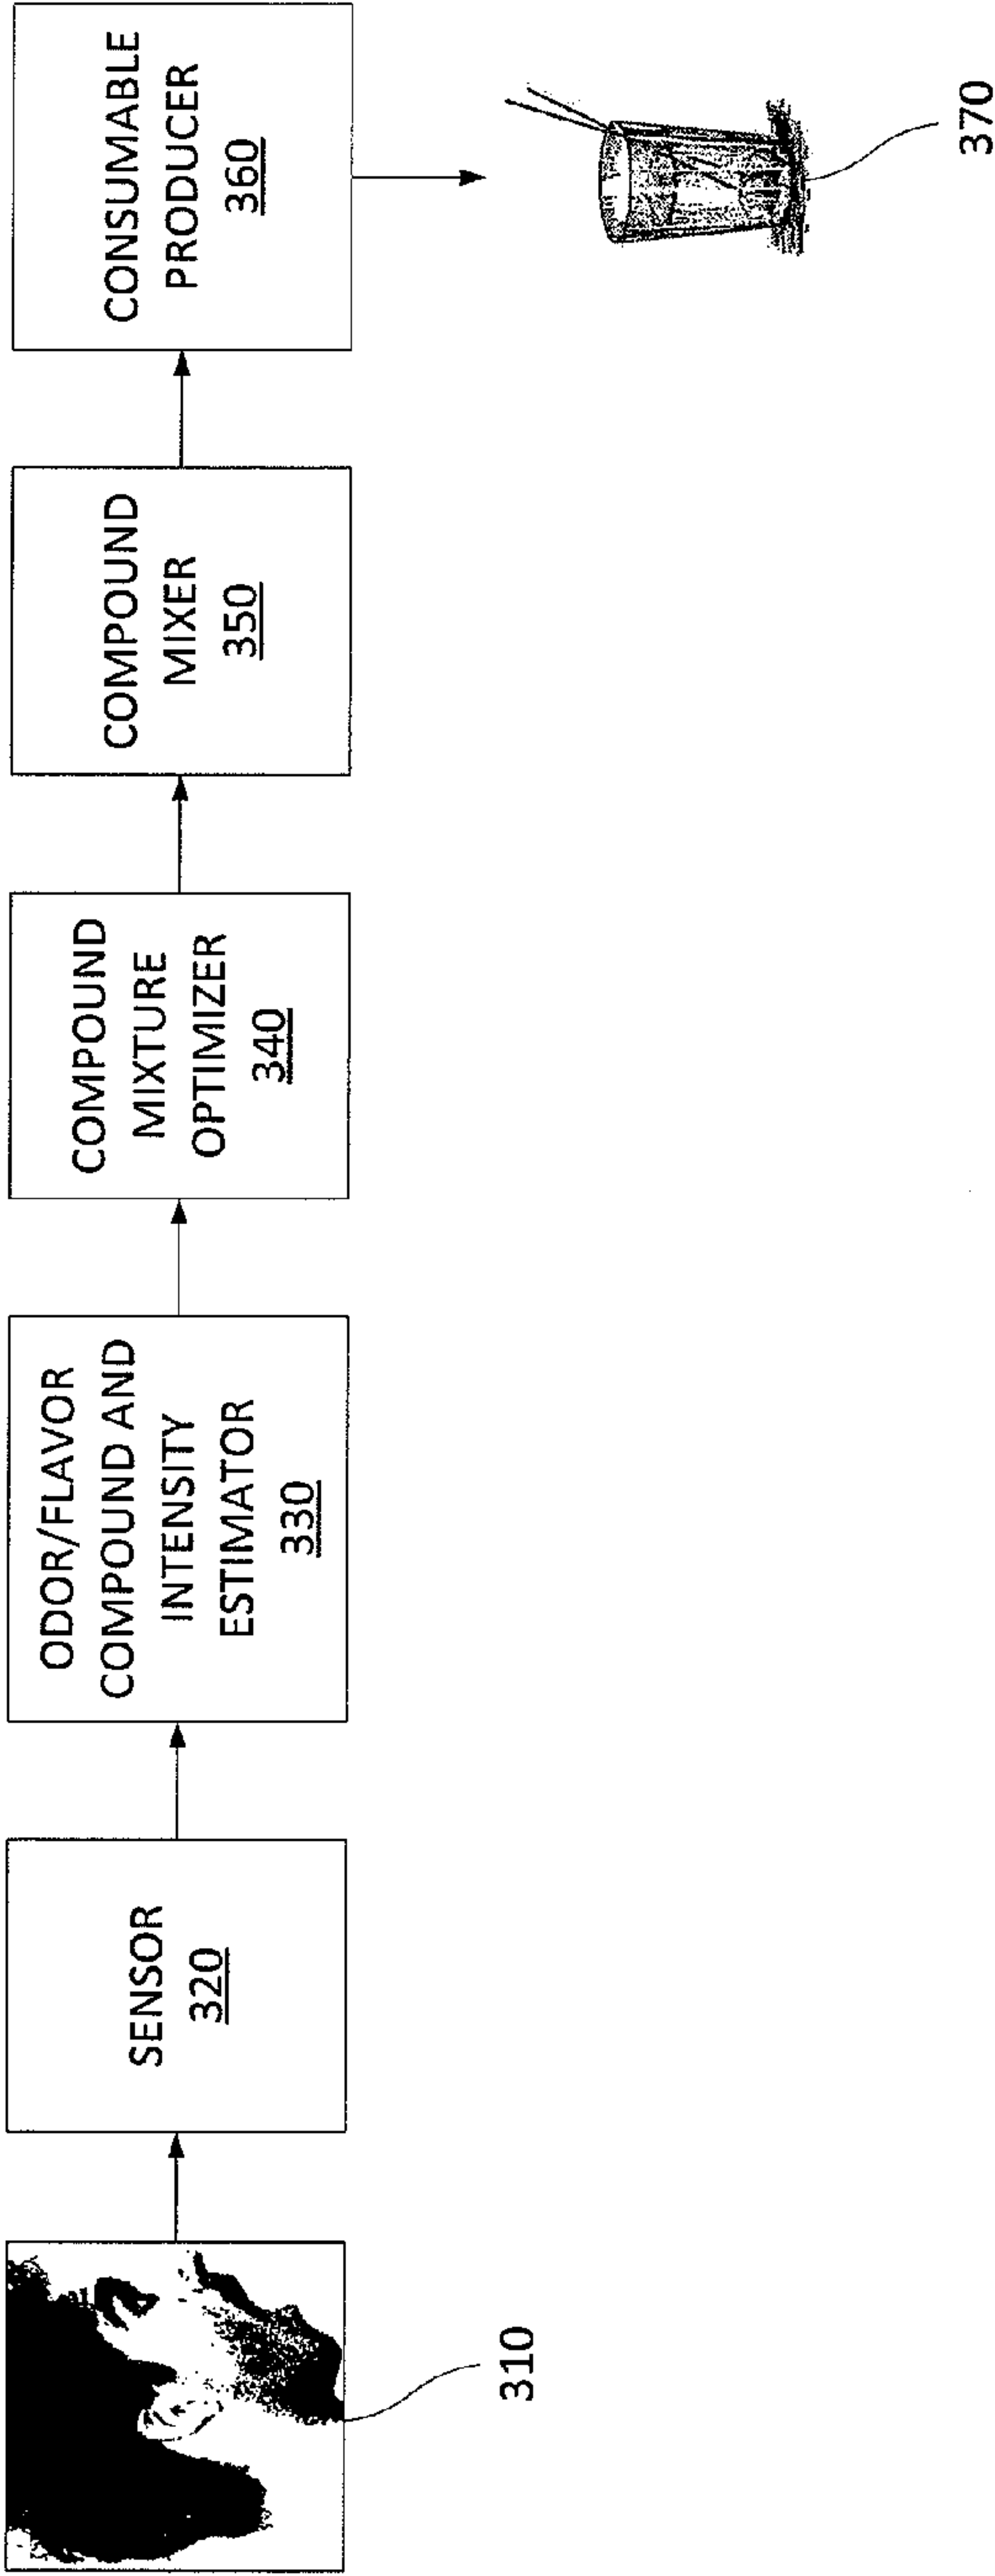 310
SENSOR
320
ODOR/FLAVOR
COMPOUND AND
INTENSITY
ESTIMATOR
330
COMPOUND
MIXTURE
OPTIMIZER
340
COMPOUND
MIXER
350
CONSUMABLE
PRODUCER
360
370